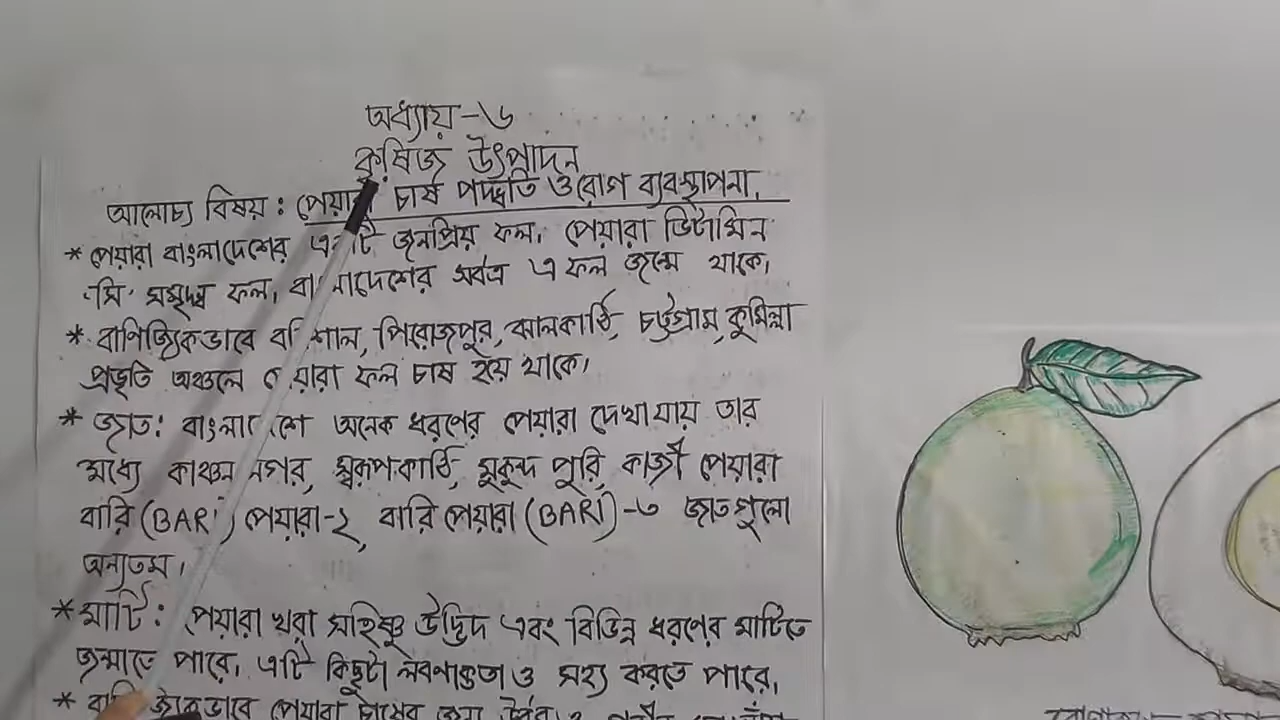 অধ্যায়-৬
কৃষিজ উৎপাদন
আলোচ্য বিষয়: পেয়ারা চাষ পদ্ধতি ও রোগ ব্যবস্থাপনা।
* পেয়ারা বাংলাদেশের একটি জনপ্রিয় ফল। পেয়ারা ভিটামিন
'সি' সমৃদ্ধ ফল। বাংলাদেশের সর্বত্র এ ফল জন্মে থাকে।
* বাণিজ্যিকভাবে বরিশাল, পিরোজপুর, ঝালকাঠি, চট্টগ্রাম, কুমিল্লা
প্রভৃতি অঞ্চলে পেয়ারা ফল চাষ হয়ে থাকে।
* জাত: বাংলাদেশে অনেক ধরণের পেয়ারা দেখা যায় তার
মধ্যে কাঞ্চন নগর, স্বরূপকাঠি, মুকুন্দ পুরি, কাজী পেয়ারা
বারি (BARI) পেয়ারা-২, বারি পেয়ারা (BARI)-৩ জাতগুলো
অন্যতম।
* মাটি: পেয়ারা খরা সহিষ্ণু উদ্ভিদ এবং বিভিন্ন ধরণের মাটিতে
জন্মাতে পারে। এটি কিছুটা লবণাক্ততা ও সহ্য করতে পারে।
* পেয়ারা চাষের জন্য